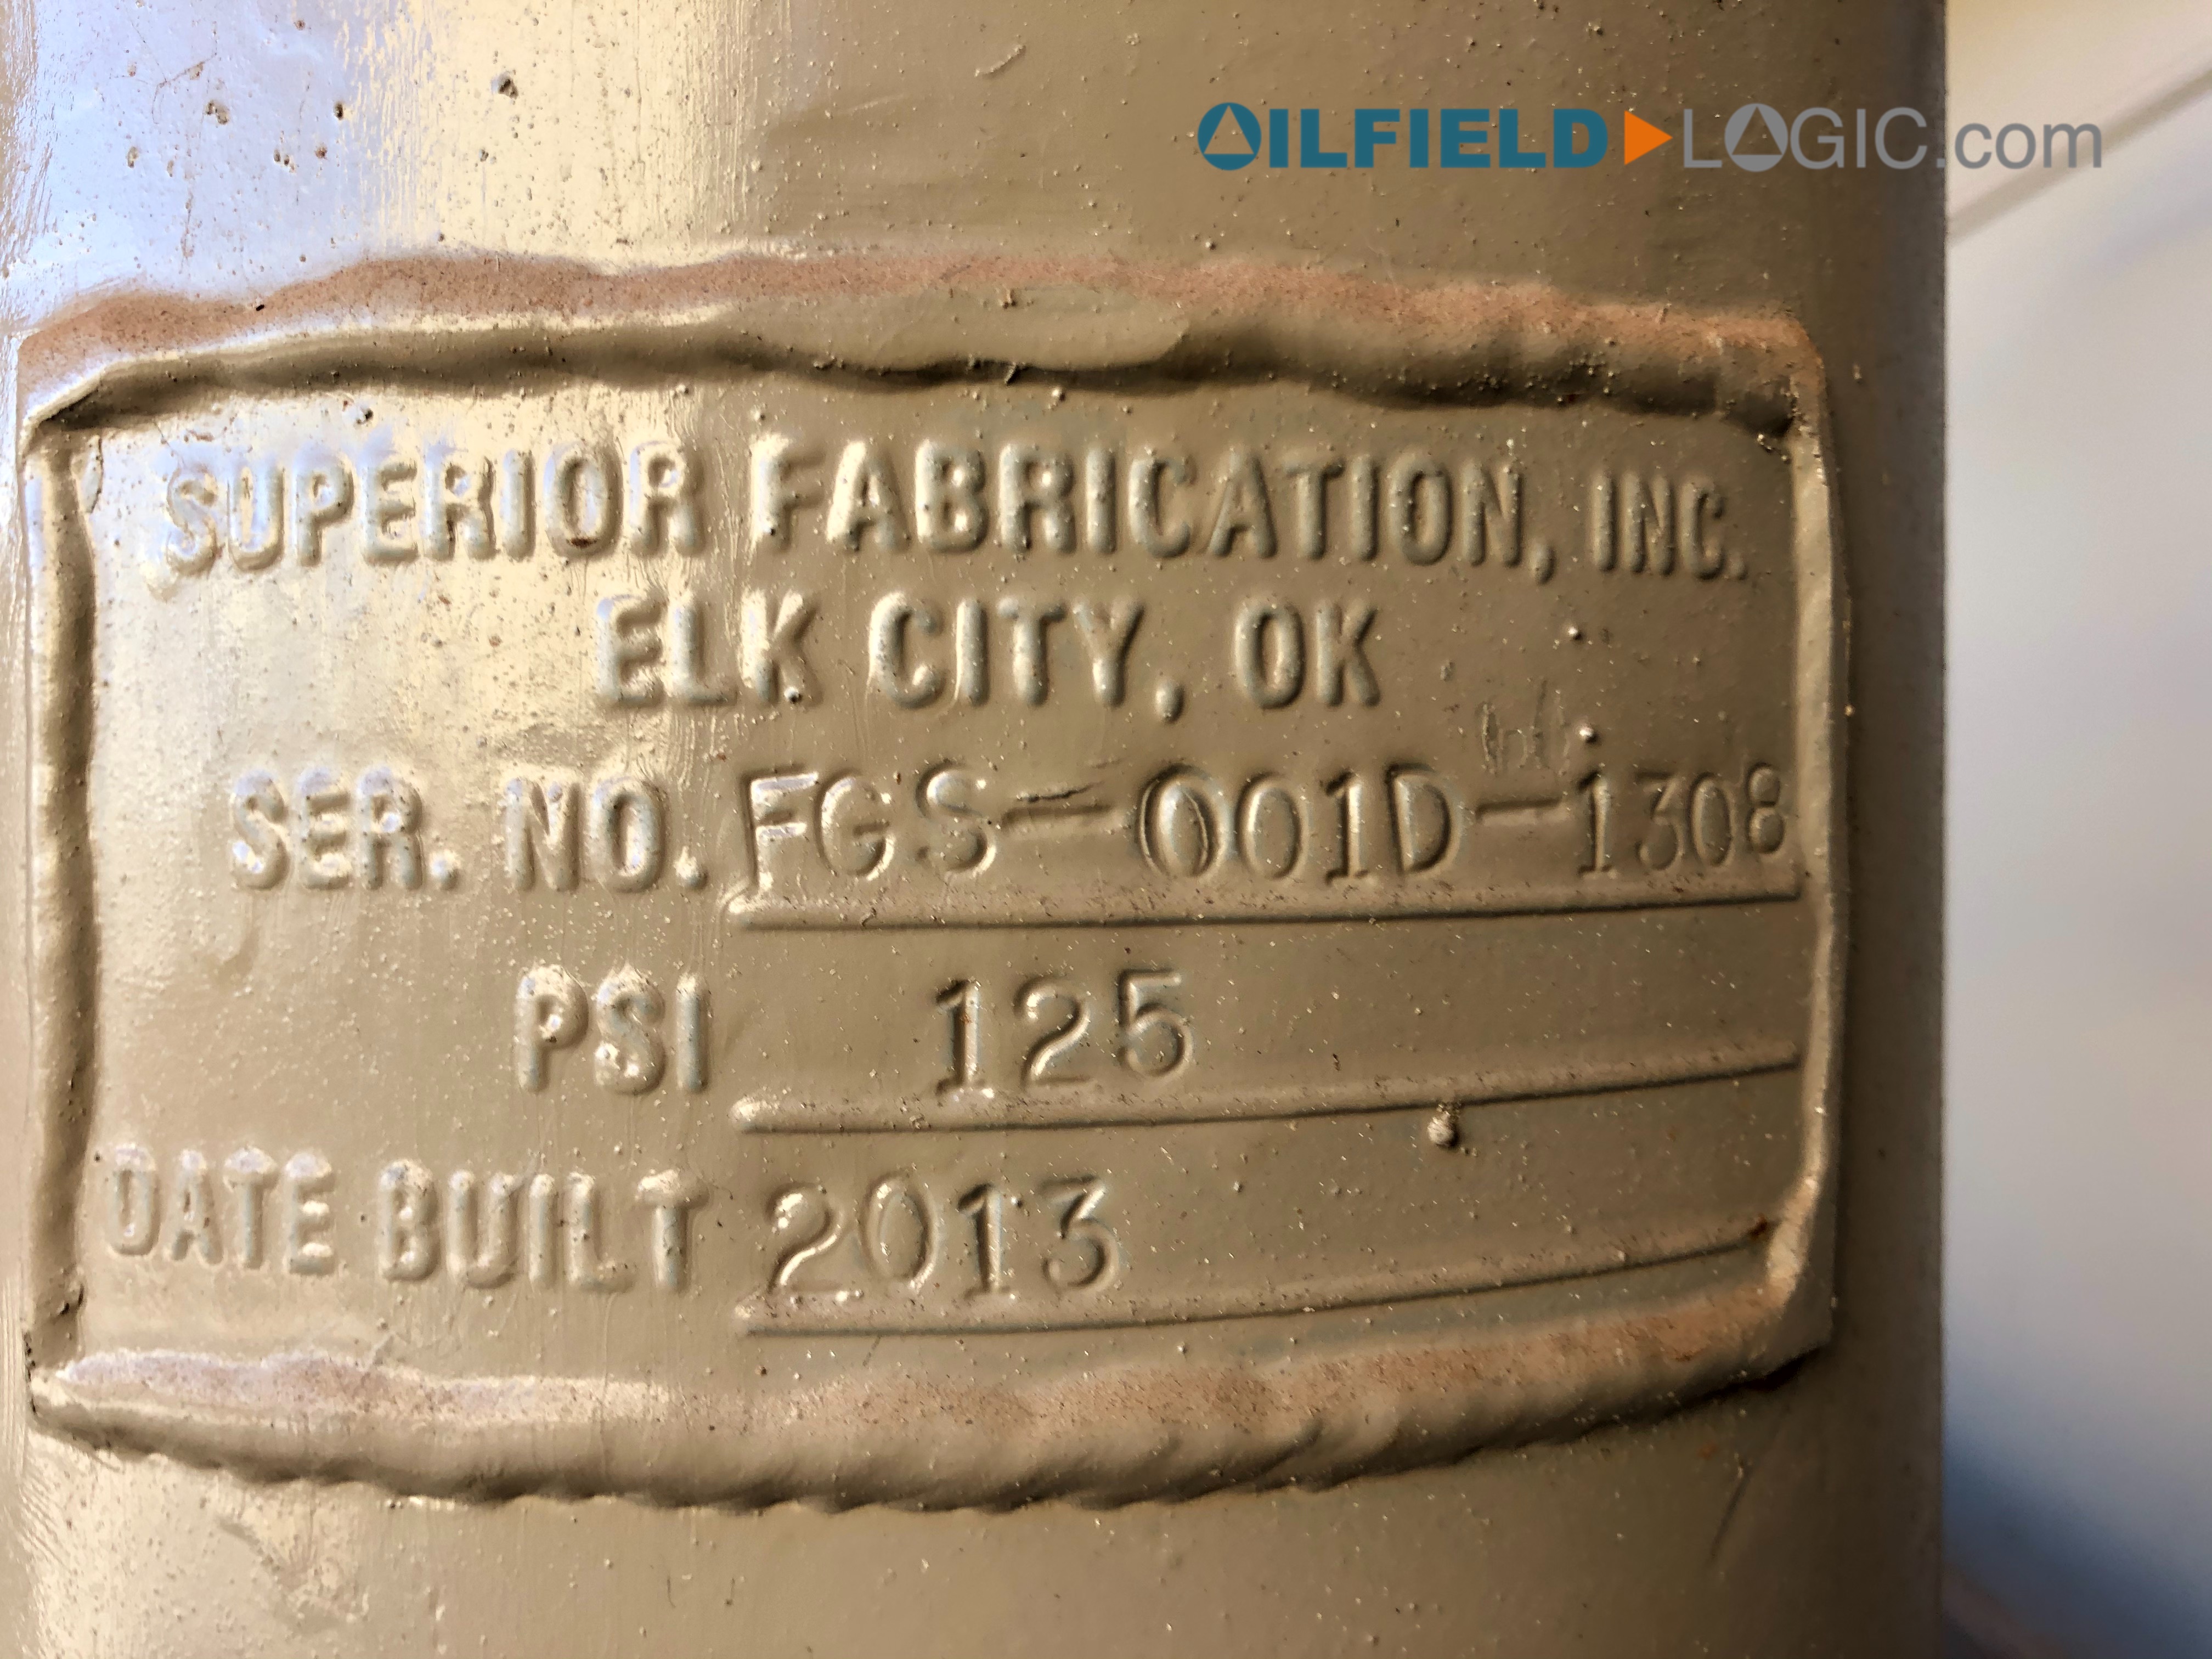 OILFIELD LOGIC.com
SUPERIOR FABRICATION, INC.
ELK CITY, OK
SER. NO. FGS-001D-1308
PSI 125
DATE BUILT 2013